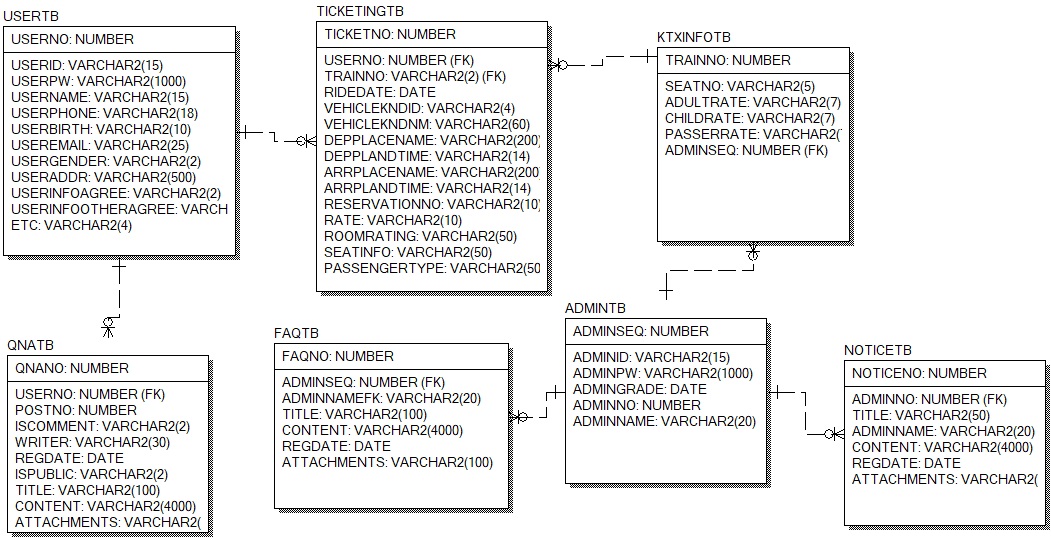 USERTB
USERNO: NUMBER
USERID: VARCHAR2(15)
USERPW: VARCHAR2(1000)
USERNAME: VARCHAR2(15)
USERPHONE: VARCHAR2(18)
USERBIRTH: VARCHAR2(10)
USEREMAIL: VARCHAR2(25)
USERGENDER: VARCHAR2(2)
USERADDR: VARCHAR2(500)
USERINFOAGREE: VARCHAR2(2)
USERINFOOTHERAGREE: VARCH
ETC: VARCHAR2(4)
TICKETINGTB
TICKETNO: NUMBER
USERNO: NUMBER (FK)
TRAINNO: VARCHAR2(2) (FK)
RIDEDATE: DATE
VEHICLEKNDID: VARCHAR2(4)
VEHICLEKNDNM: VARCHAR2(60)
DEPPLACENAME: VARCHAR2(200)
DEPPLANDTIME: VARCHAR2(14)
ARRPLACENAME: VARCHAR2(200
ARRPLANDTIME: VARCHAR2(14)
RESERVATIONNO: VARCHAR2(10)
RATE: VARCHAR2(10)
ROOMRATING: VARCHAR2(50)
SEATINFO: VARCHAR2(50)
PASSENGERTYPE: VARCHAR2(50
KTXINFOTB
TRAINNO: NUMBER
SEATNO: VARCHAR2(5)
ADULTRATE: VARCHAR2(7)
CHILDRATE: VARCHAR2(7)
PASSERRATE: VARCHAR2(
ADMINSEQ: NUMBER (FK)
QNATB
QNANO: NUMBER
USERNO: NUMBER (FK)
POSTNO: NUMBER
ISCOMMENT: VARCHAR2(2)
WRITER: VARCHAR2(30)
REGDATE: DATE
ISPUBLIC: VARCHAR2(2)
TITLE: VARCHAR2(100)
CONTENT: VARCHAR2(4000)
ATTACHMENTS: VARCHAR2(
FAQTB
FAQNO: NUMBER
ADMINSEQ: NUMBER (FK)
ADMINNAMEFK: VARCHAR2(20)
TITLE: VARCHAR2(100)
CONTENT: VARCHAR2(4000)
REGDATE: DATE
ATTACHMENTS: VARCHAR2(100)
ADMINTB
ADMINSEQ: NUMBER
ADMINID: VARCHAR2(15)
ADMINPW: VARCHAR2(1000)
ADMINGRADE: DATE
ADMINNO: NUMBER
ADMINNAME: VARCHAR2(20)
NOTICETB
NOTICENO: NUMBER
ADMINNO: NUMBER (FK)
TITLE: VARCHAR2(50)
ADMINNAME: VARCHAR2(20)
CONTENT: VARCHAR2(4000)
REGDATE: DATE
ATTACHMENTS: VARCHAR2(